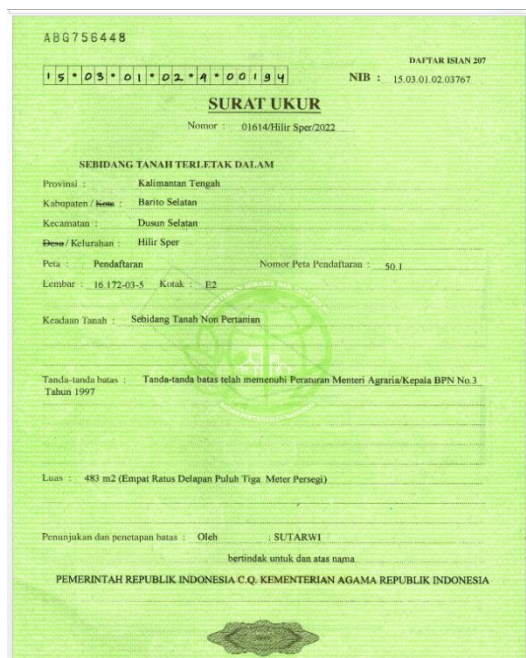 ABG756448
DAFTAR ISIAN 207
15•03•01•02•4•00194
NIB : 15.03.01.02.03767
SURAT UKUR
Nomor : 01614/Hilir Sper/2022
SEBIDANG TANAH TERLETAK DALAM
Provinsi : Kalimantan Tengah
Kabupaten / Kota : Barito Selatan
Kecamatan : Dusun Selatan
Desa / Kelurahan : Hilir Sper
Peta : Pendaftaran Nomor Peta Pendaftaran : 50.1
Lembar : 16.172-03-5 Kotak : E2
Keadaan Tanah : Sebidang Tanah Non Pertanian
Tanda-tanda batas : Tanda-tanda batas telah memenuhi Peraturan Menteri Agraria/Kepala BPN No.3
Tahun 1997
Luas : 483 m2 (Empat Ratus Delapan Puluh Tiga Meter Persegi)
Penunjukan dan penetapan batas : Oleh : SUTARWI
bertindak untuk dan atas nama
PEMERINTAH REPUBLIK INDONESIA C.Q. KEMENTERIAN AGAMA REPUBLIK INDONESIA